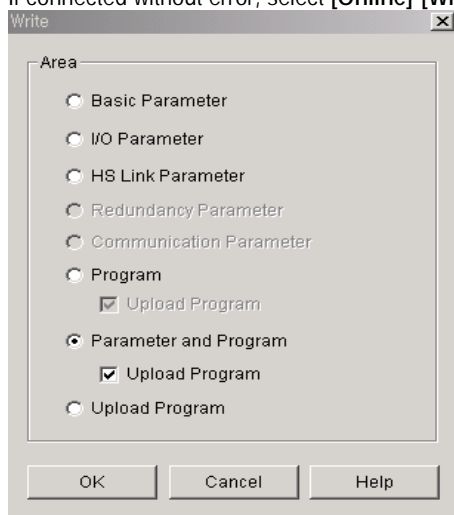 If connected without error, select [Online]-[Wr
Write
Area
Basic Parameter
I/O Parameter
HS Link Parameter
Redundancy Parameter
Communication Parameter
Program
Upload Program
Parameter and Program
Upload Program
Upload Program
OK Cancel Help